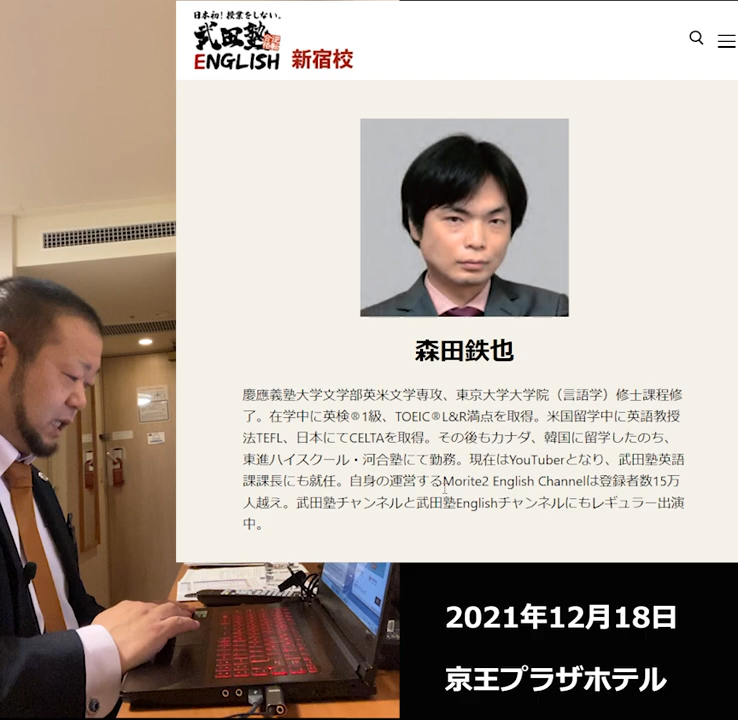 日本初！授業をしない。
武田塾
ENGLISH 新宿校
森田鉄也
慶應義塾大学文学部英米文学専攻、東京大学大学院（言語学）修士課程修
了。在学中に英検®1級、TOEIC®L&R満点を取得。米国留学中に英語教授
法TEFL、日本にてCELTAを取得。その後もカナダ、韓国に留学したのち、
東進ハイスクール・河合塾にて勤務。現在はYouTuberとなり、武田塾英語
課課長にも就任。自身の運営するMorite2 English Channelは登録者数15万
人越え。武田塾チャンネルと武田塾Englishチャンネルにもレギュラー出演
中。
2021年12月18日
京王プラザホテル